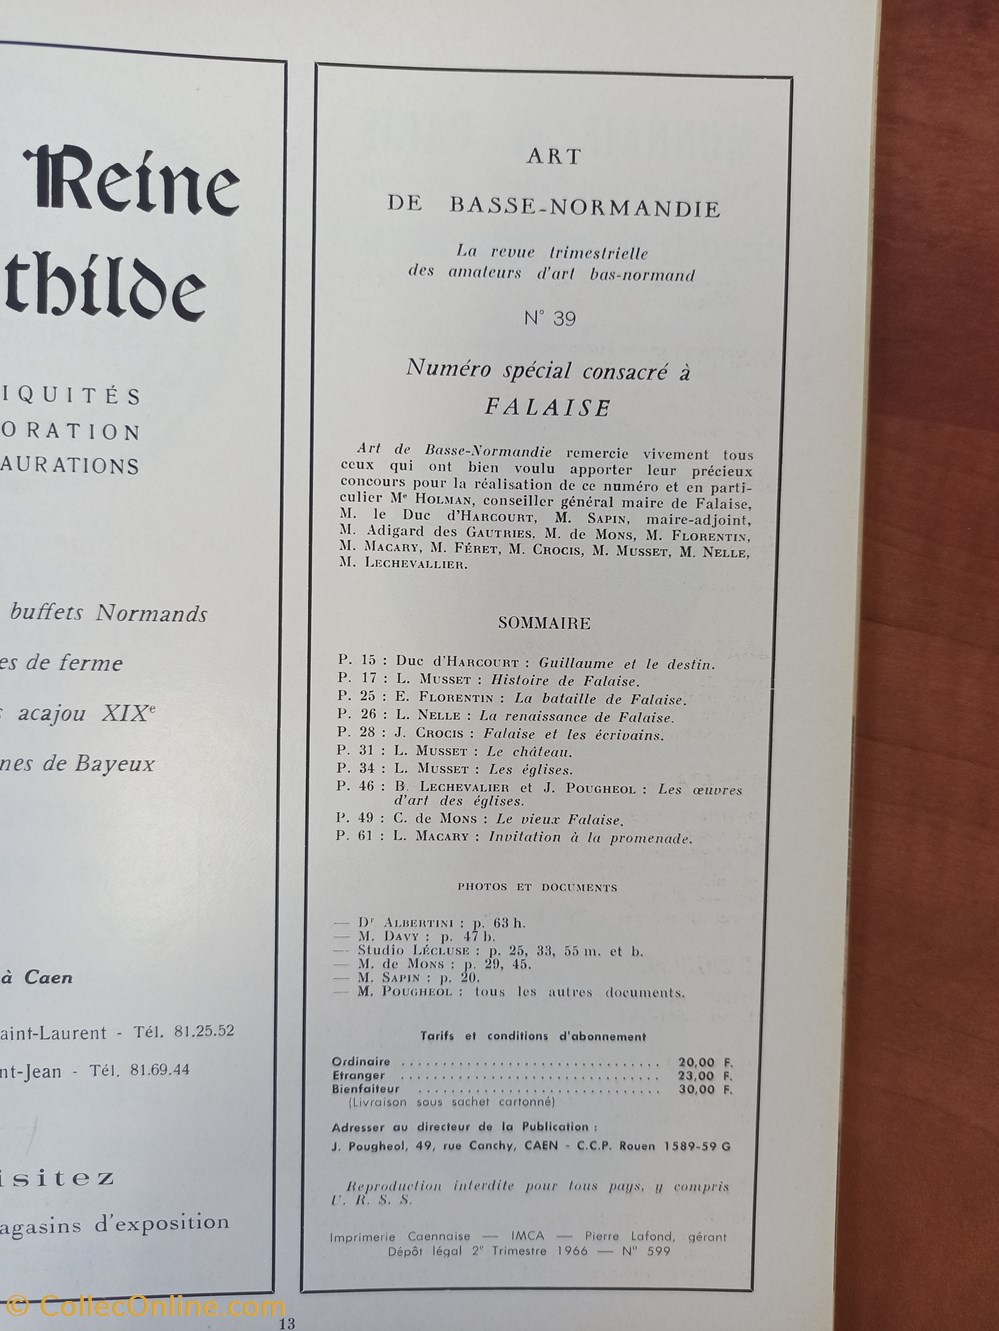 Reine
thilde
IQUITÉS
ORATION
AURATIONS
buffets Normands
es de ferme
s acajou XIXe
nes de Bayeux
à Caen
aint-Laurent - Tél. 81.25.52
nt-Jean - Tél. 81.69.44
isitez
agasins d'exposition
ART
DE BASSE-NORMANDIE
La revue trimestrielle
des amateurs d'art bas-normand
N° 39
Numéro spécial consacré à
FALAISE
Art de Basse-Normandie remercie vivement tous
ceux qui ont bien voulu apporter leur précieux
concours pour la réalisation de ce numéro et en parti-
culier Me HOLMAN, conseiller général maire de Falaise,
M. le Duc d'HARCOURT, M. SAPIN, maire-adjoint,
M. Adigard des GAUTRIES, M. de MONS, M. FLORENTIN,
M. MACARY, M. FÉRET, M. CROCIS, M. MUSSET, M. NELLE,
M. LECHEVALLIER.
SOMMAIRE
P. 15 : Duc d'HARCOURT : Guillaume et le destin.
P. 17 : L. MUSSET : Histoire de Falaise.
P. 25 : E. FLORENTIN : La bataille de Falaise.
P. 26 : L. NELLE : La renaissance de Falaise.
P. 28 : J. CROCIS : Falaise et les écrivains.
P. 31 : L. MUSSET : Le château.
P. 34 : L. MUSSET : Les églises.
P. 46 : B. LECHEVALIER et J. POUGHEOL : Les œuvres
d'art des églises.
P. 49 : C. de MONS : Le vieux Falaise.
P. 61 : L. MACARY : Invitation à la promenade.
PHOTOS ET DOCUMENTS
— Dr ALBERTINI : p. 63 h.
— M. DAVY : p. 47 b.
— Studio LÉCLUSE : p. 25, 33, 55 m. et b.
— M. de MONS : p. 29, 45.
— M. SAPIN : p. 20.
— M. POUGHEOL : tous les autres documents.
Tarifs et conditions d'abonnement
Ordinaire .................................. 20,00 F.
Etranger .................................. 23,00 F.
Bienfaiteur ................................ 30,00 F.
(Livraison sous sachet cartonné)
Adresser au directeur de la Publication :
J. Pougheol, 49, rue Canchy, CAEN - C.C.P. Rouen 1589-59 G
Reproduction interdite pour tous pays, y compris
U. R. S. S.
Imprimerie Caennaise — IMCA — Pierre Lafond, gérant
Dépôt légal 2e Trimestre 1966 — N° 599
© CollecOnline.com
13